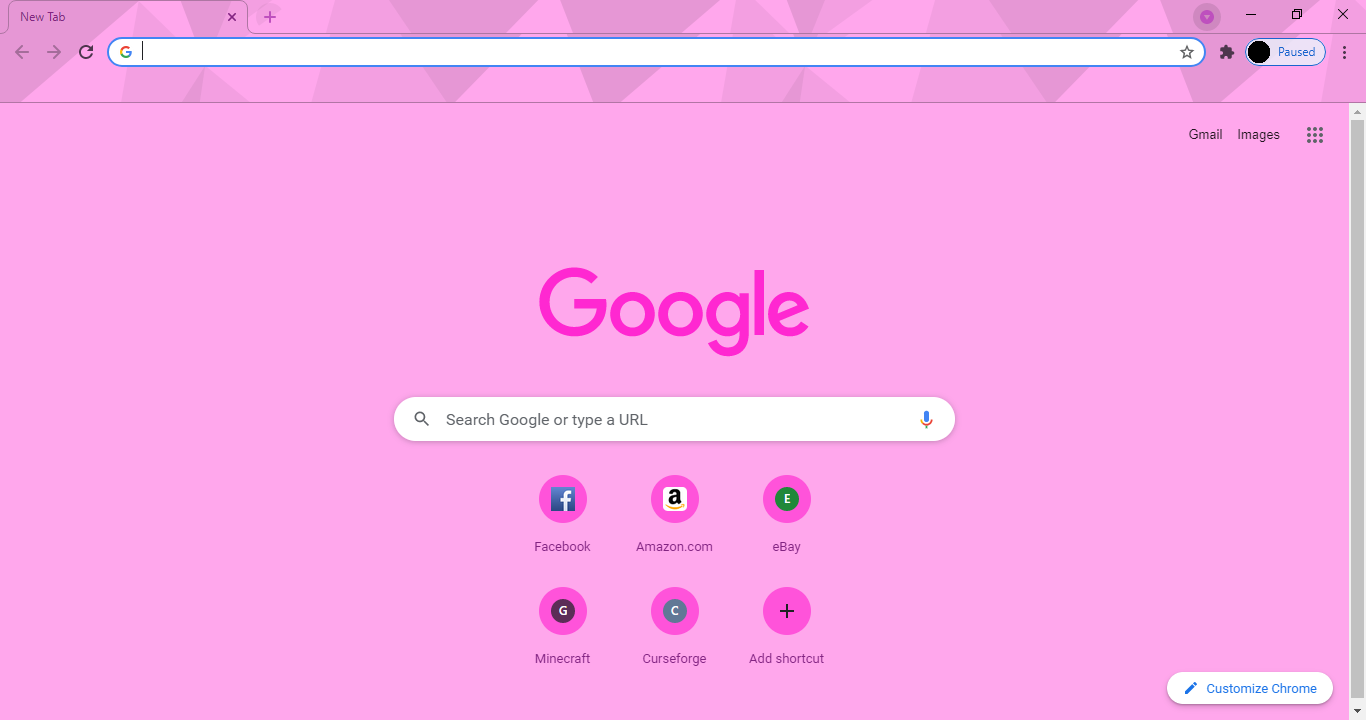 New Tab
Paused
Gmail Images
Google
Search Google or type a URL
Facebook Amazon.com eBay
Minecraft Curseforge Add shortcut
E
G C
Customize Chrome